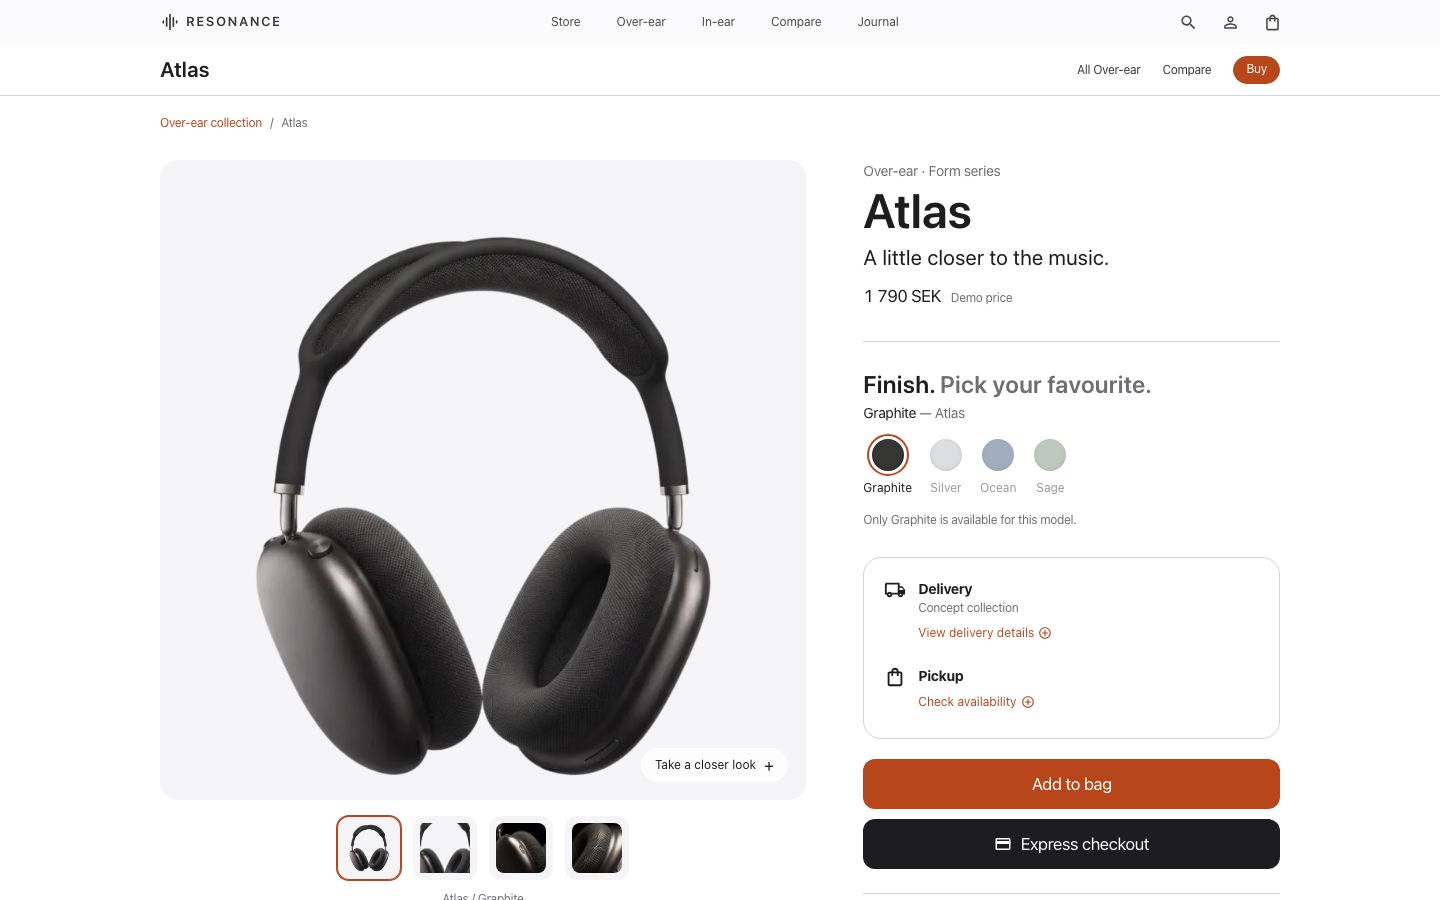 RESONANCE
Store
Over-ear
In-ear
Compare
Journal
Atlas
All Over-ear
Compare
Buy
Over-ear collection / Atlas
Take a closer look +
Atlas / Graphite
Over-ear · Form series
Atlas
A little closer to the music.
1 790 SEK Demo price
Finish. Pick your favourite.
Graphite — Atlas
Graphite
Silver
Ocean
Sage
Only Graphite is available for this model.
Delivery
Concept collection
View delivery details
Pickup
Check availability
Add to bag
Express checkout